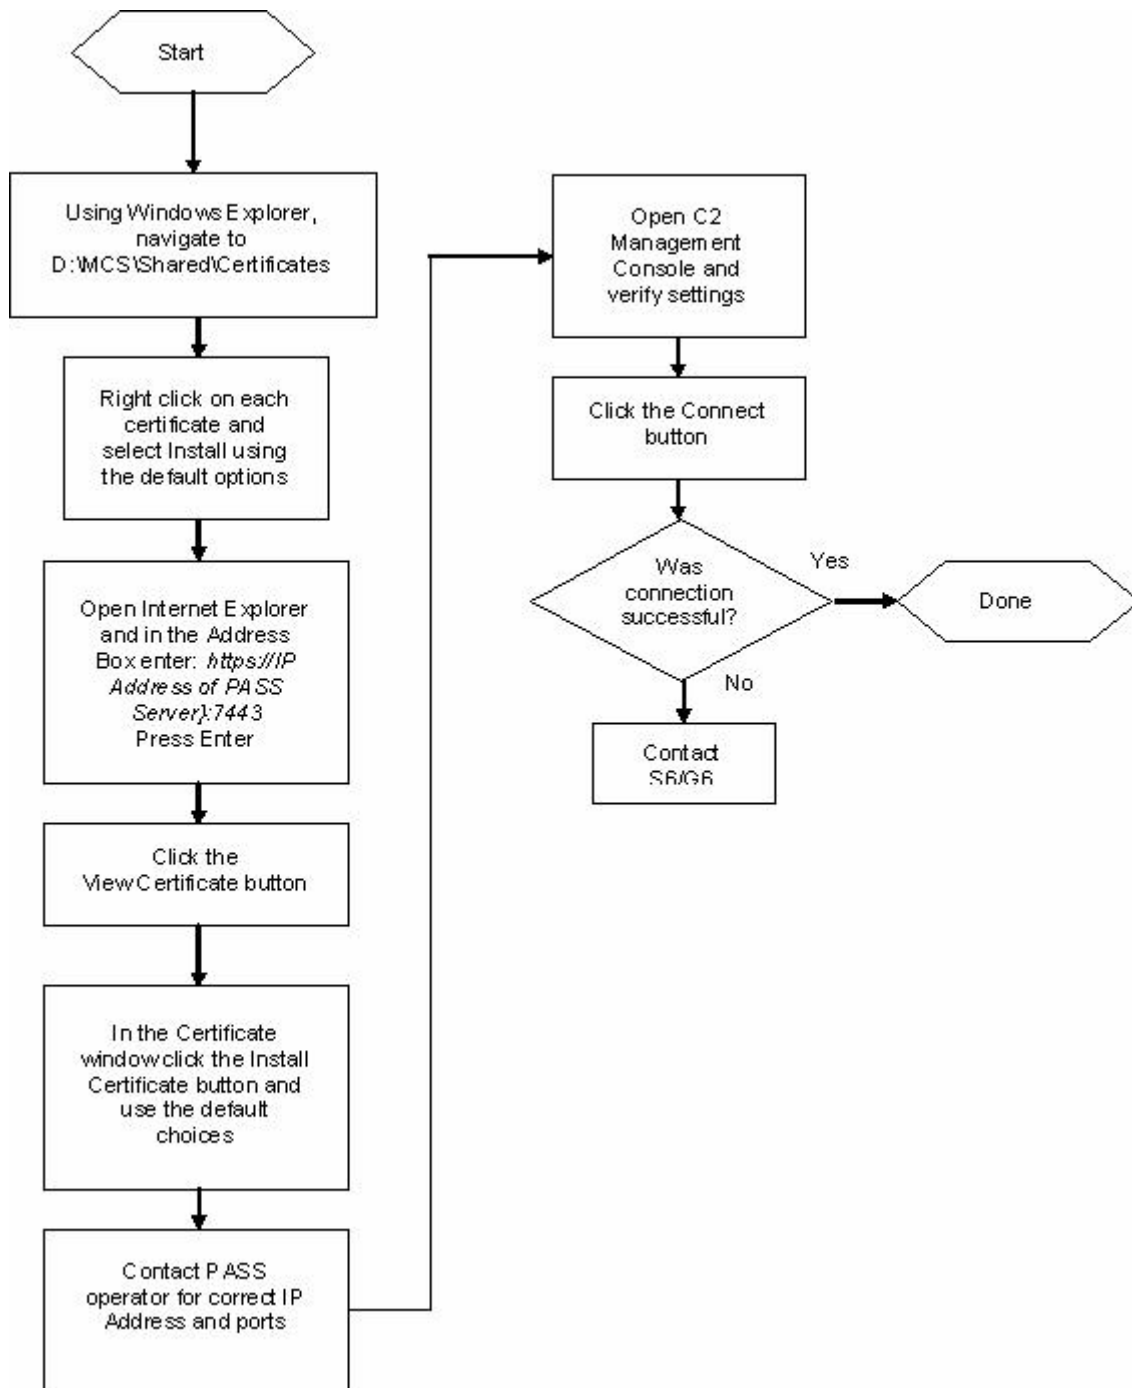 Start
Using Windows Explorer,
navigate to
D:\MCS\Shared\Certificates
Right click on each
certificate and
select Install using
the default options
Open Internet Explorer
and in the Address
Box enter: https://IP
Address of PASS
Server}:7443
Press Enter
Click the
View Certificate button
In the Certificate
window click the Install
Certificate button and
use the default
choices
Contact PASS
operator for correct IP
Address and ports
Open C2
Management
Console and
verify settings
Click the Connect
button
Was
connection
successful?
Yes
Done
No
Contact
S6/G6